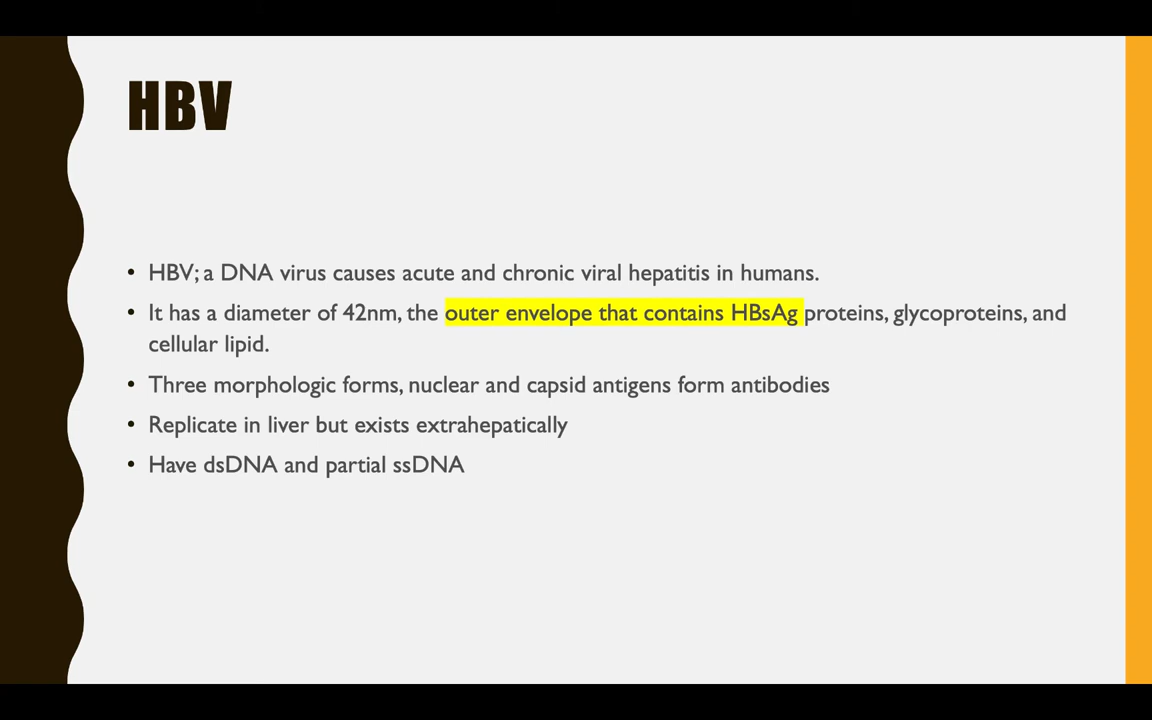 HBV
• HBV; a DNA virus causes acute and chronic viral hepatitis in humans.
• It has a diameter of 42nm, the outer envelope that contains HBsAg proteins, glycoproteins, and
cellular lipid.
• Three morphologic forms, nuclear and capsid antigens form antibodies
• Replicate in liver but exists extrahepatically
• Have dsDNA and partial ssDNA